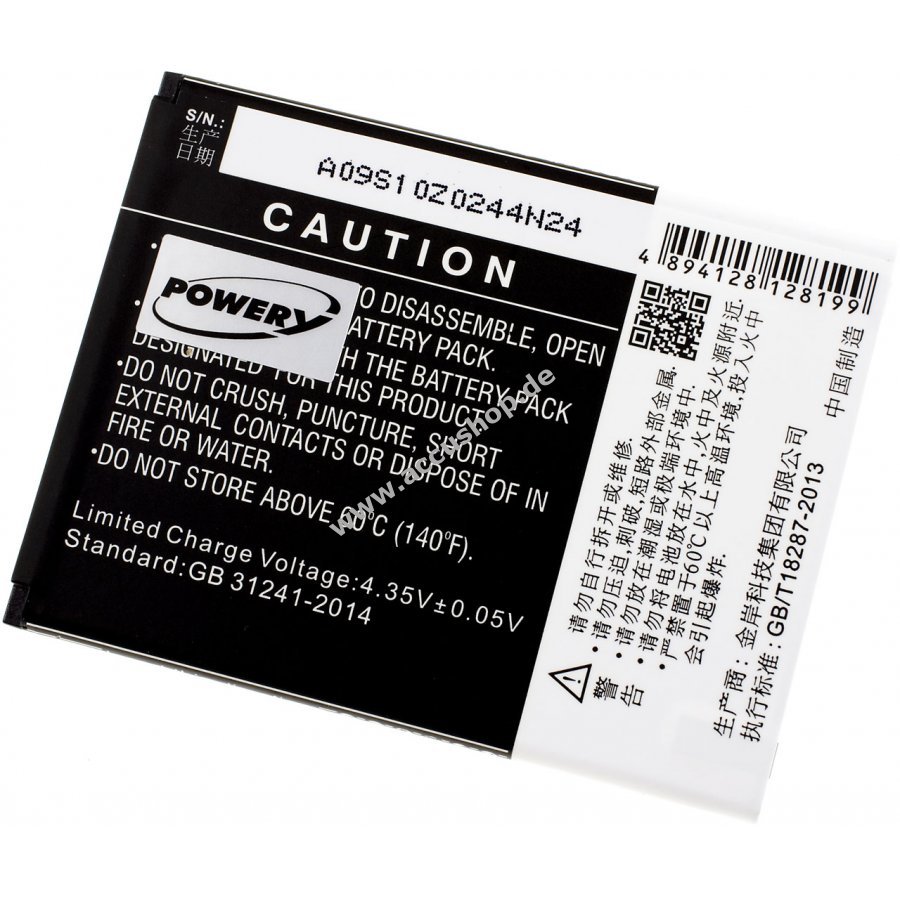 S/N.:
生产
日期
A09S10Z0244N24
CAUTION
POWERY
TO DISASSEMBLE, OPEN
BATTERY PACK.
WITH THE BATTERY PACK
DESIGNATED FOR THIS PRODUCT
•DO NOT CRUSH, PUNCTURE, SHORT
EXTERNAL CONTACTS OR DISPOSE OF IN
FIRE OR WATER.
•DO NOT STORE ABOVE 60℃ (140℉).
Limited Charge Voltage:4.35V±0.05V
Standard:GB 31241-2014
www.accushop.de
4 894128 128199
警告
•请勿自行拆开或维修.
•请勿压迫,刺破,短路外部金属.
•请勿放在潮湿或极端环境中.
•请勿将电池放在水中,火中及火源附近.
•严禁置于60℃以上高温环境,投入火中
会引起爆炸.
生产商: 金岸科技集团有限公司
执行标准:GB/T18287-2013
中国制造